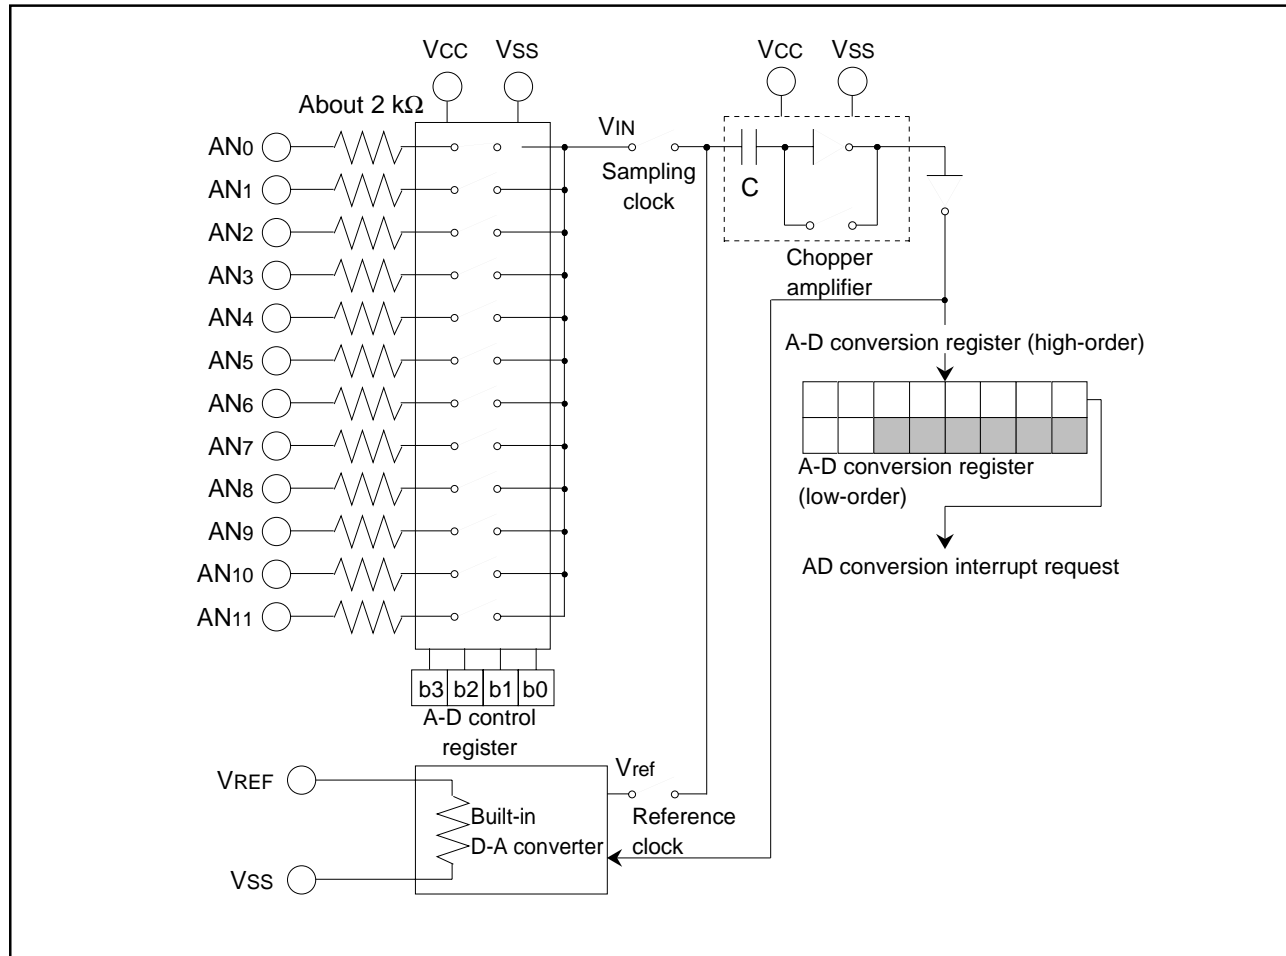 VCC VSS
VCC VSS
About 2 kΩ
AN0
AN1
AN2
AN3
AN4
AN5
AN6
AN7
AN8
AN9
AN10
AN11
VIN
Sampling
clock
C
Chopper
amplifier
A-D conversion register (high-order)
A-D conversion register
(low-order)
AD conversion interrupt request
b3 b2 b1 b0
A-D control
register
VREF
VSS
Built-in
D-A converter
Vref
Reference
clock